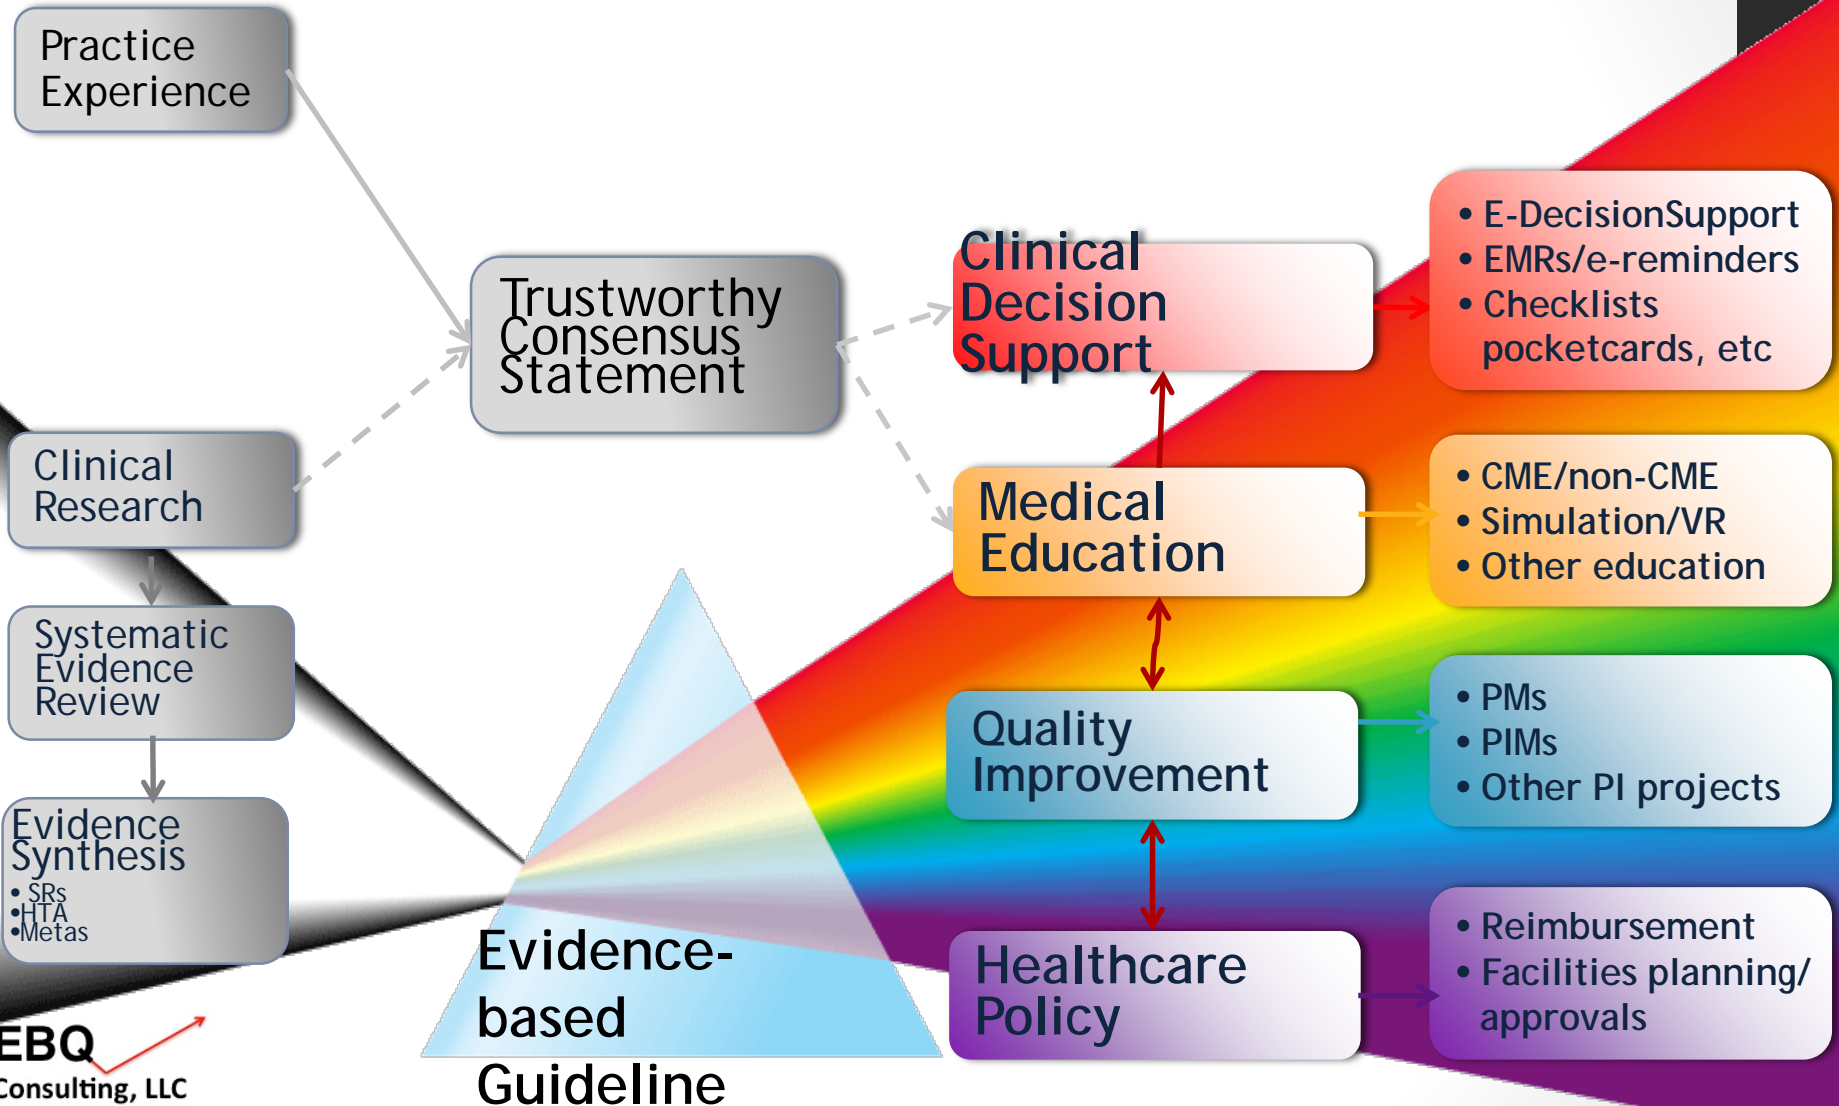 Practice
Experience
Trustworthy
Consensus
Statement
Clinical
Research
Systematic
Evidence
Review
Evidence
Synthesis
• SRs
•HTA
•Metas
Evidence-
based
Guideline
Clinical
Decision
Support
• E-DecisionSupport
• EMRs/e-reminders
• Checklists
pocketcards, etc
Medical
Education
• CME/non-CME
• Simulation/VR
• Other education
Quality
Improvement
• PMs
• PIMs
• Other PI projects
Healthcare
Policy
• Reimbursement
• Facilities planning/
approvals
EBQ
Consulting, LLC